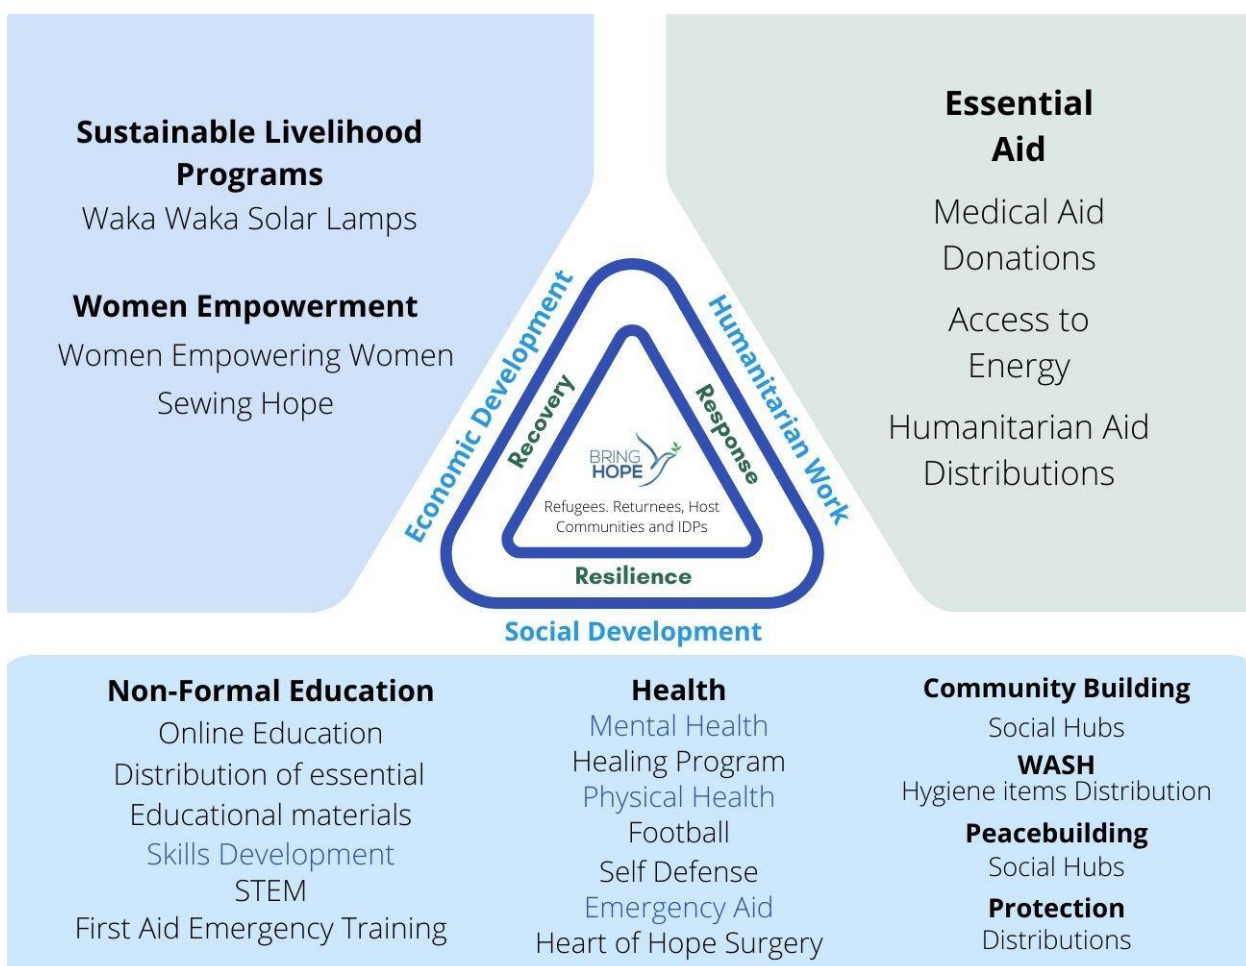 Sustainable Livelihood
Programs
Waka Waka Solar Lamps
Women Empowerment
Women Empowering Women
Sewing Hope
Essential
Aid
Medical Aid
Donations
Access to
Energy
Humanitarian Aid
Distributions
Economic Development
Humanitarian Work
Recovery
Response
BRING
HOPE
Refugees. Returnees, Host
Communities and IDPs
Resilience
Social Development
Non-Formal Education
Online Education
Distribution of essential
Educational materials
Skills Development
STEM
First Aid Emergency Training
Health
Mental Health
Healing Program
Physical Health
Football
Self Defense
Emergency Aid
Heart of Hope Surgery
Community Building
Social Hubs
WASH
Hygiene items Distribution
Peacebuilding
Social Hubs
Protection
Distributions